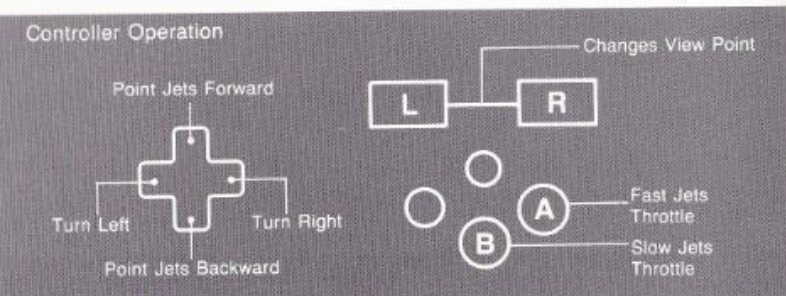 Controller Operation
Changes View Point
Point Jets Forward
L
R
Turn Left
Turn Right
A
Fast Jets
Throttle
B
Slow Jets
Throttle
Point Jets Backward